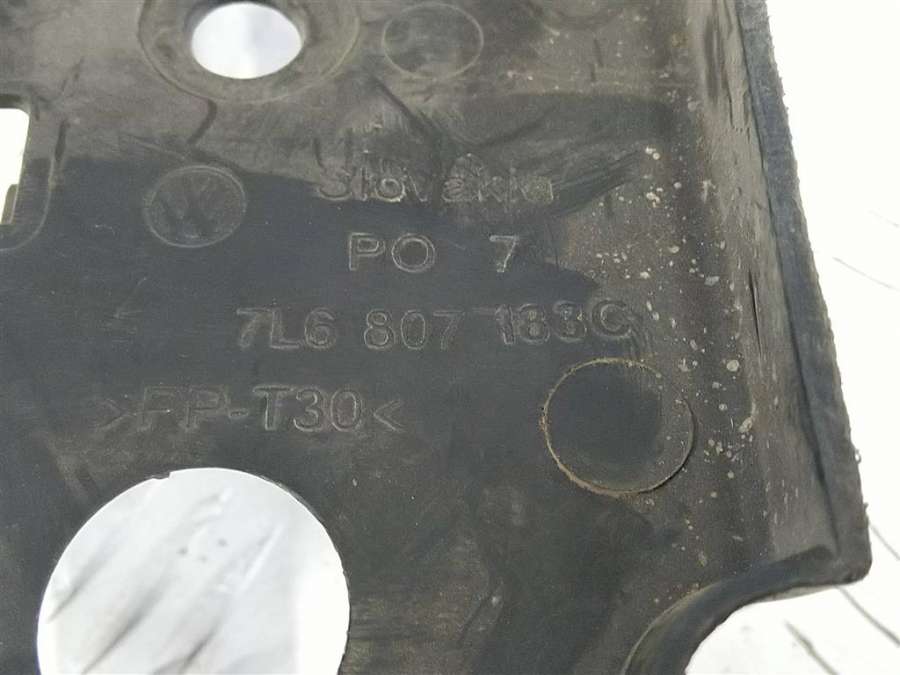 Slovakia
PO 7
7L6 807 183C
>PP-T30<